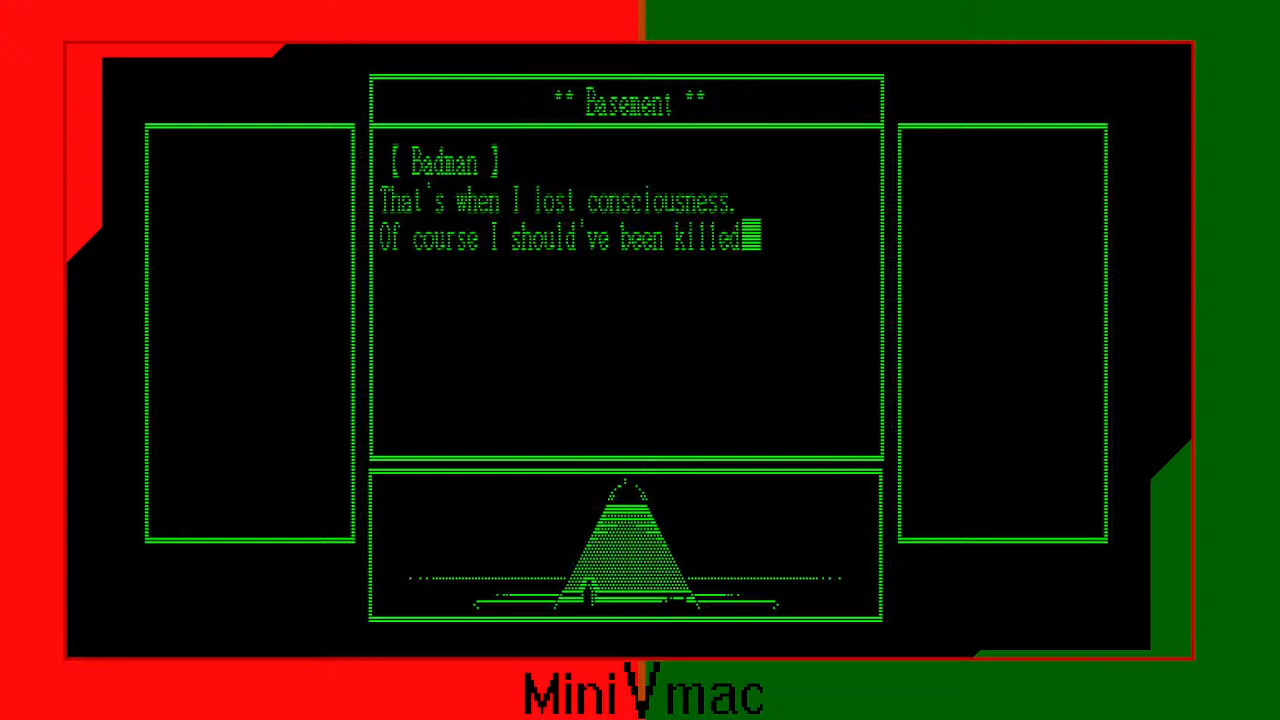 ** Basement **
[ Badman ]
That's when I lost consciousness.
Of course I should've been killed
Mini Vmac